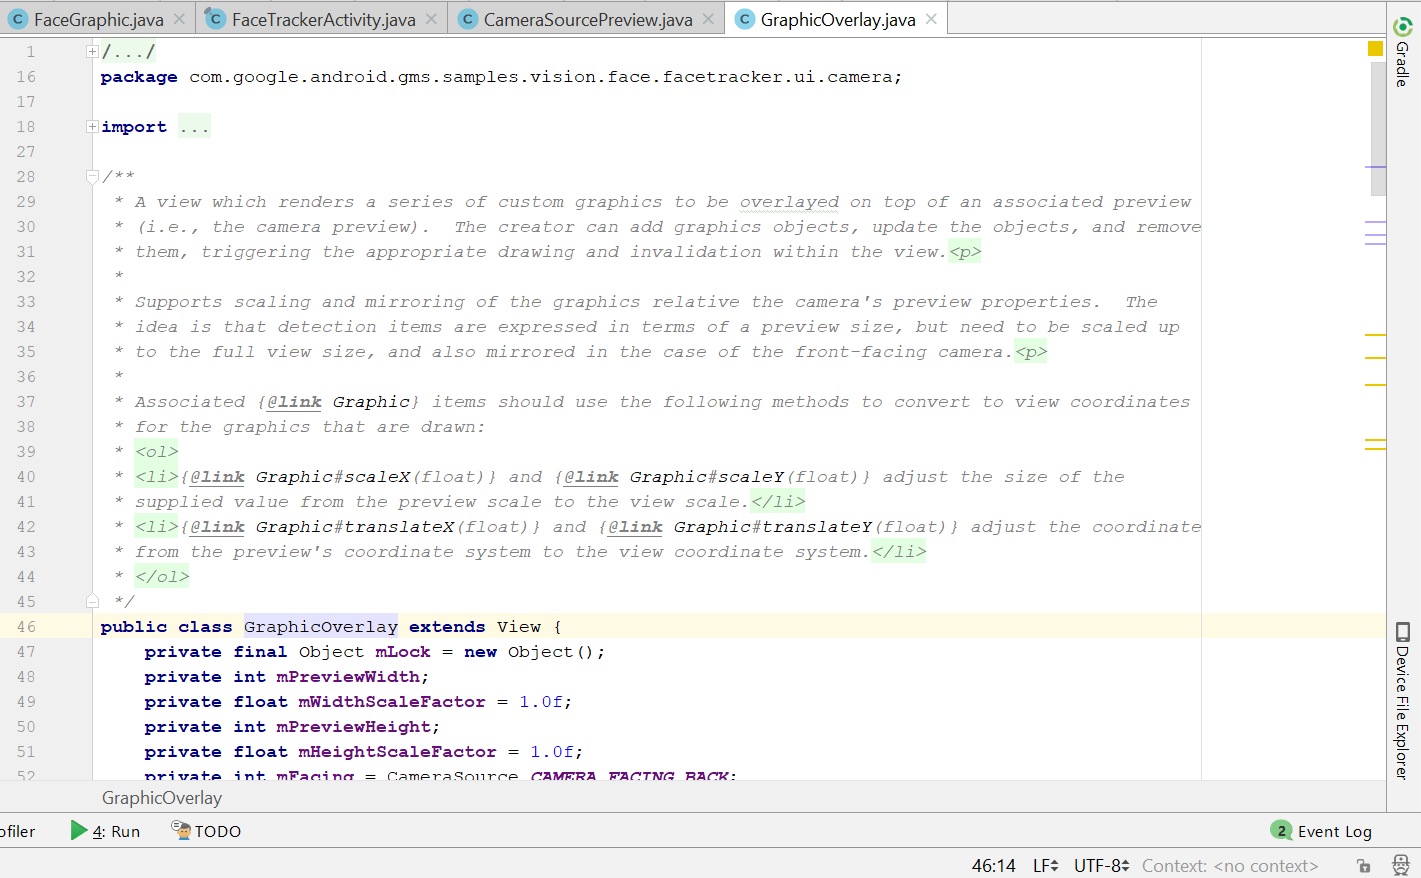 FaceGraphic.java FaceTrackerActivity.java CameraSourcePreview.java GraphicOverlay.java
1 /.../
16 package com.google.android.gms.samples.vision.face.facetracker.ui.camera;
17
18 import ...
27
28 /**
29 * A view which renders a series of custom graphics to be overlayed on top of an associated preview
30 * (i.e., the camera preview).  The creator can add graphics objects, update the objects, and remove
31 * them, triggering the appropriate drawing and invalidation within the view.<p>
32 *
33 * Supports scaling and mirroring of the graphics relative the camera's preview properties.  The
34 * idea is that detection items are expressed in terms of a preview size, but need to be scaled up
35 * to the full view size, and also mirrored in the case of the front-facing camera.<p>
36 *
37 * Associated {@link Graphic} items should use the following methods to convert to view coordinates
38 * for the graphics that are drawn:
39 * <ol>
40 * <li>{@link Graphic#scaleX(float)} and {@link Graphic#scaleY(float)} adjust the size of the
41 * supplied value from the preview scale to the view scale.</li>
42 * <li>{@link Graphic#translateX(float)} and {@link Graphic#translateY(float)} adjust the coordinate
43 * from the preview's coordinate system to the view coordinate system.</li>
44 * </ol>
45 */
46 public class GraphicOverlay extends View {
47 private final Object mLock = new Object();
48 private int mPreviewWidth;
49 private float mWidthScaleFactor = 1.0f;
50 private int mPreviewHeight;
51 private float mHeightScaleFactor = 1.0f;
52 private int mFacing = CameraSource.CAMERA_FACING_BACK;
GraphicOverlay
Gradle
Device File Explorer
ofiler 4: Run TODO 2 Event Log
46:14 LF UTF-8 Context: <no context>